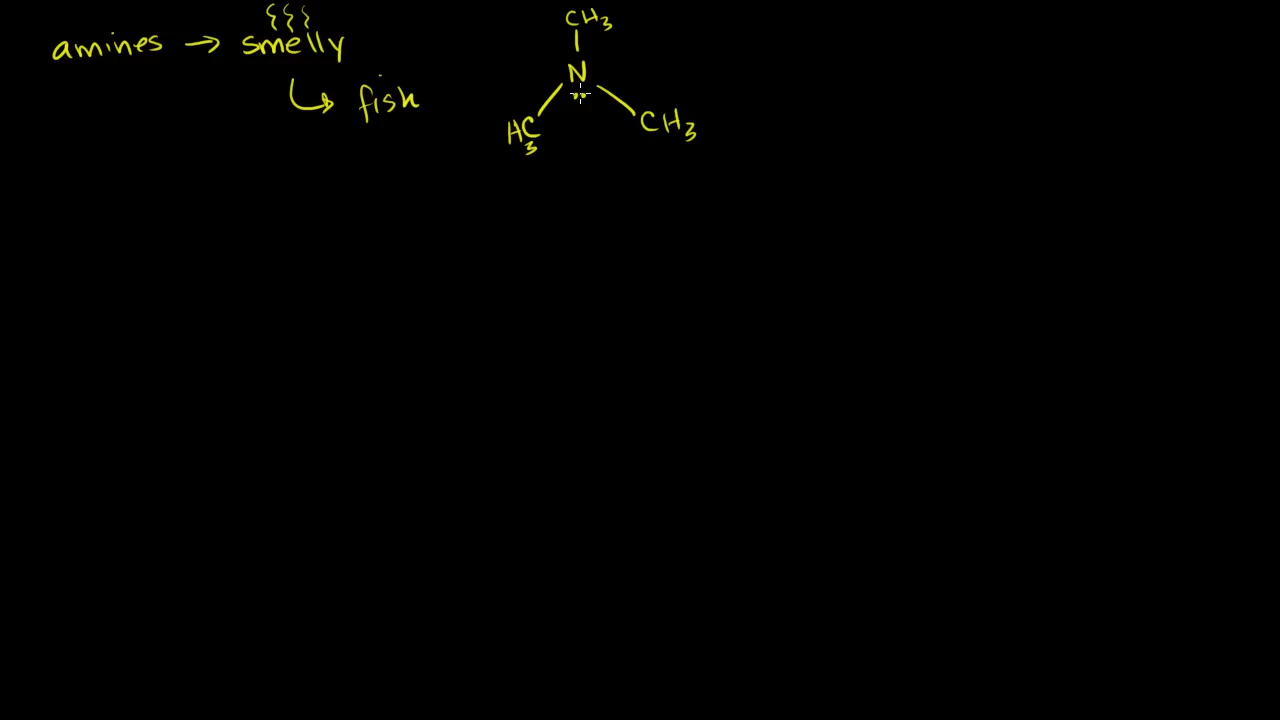 amines → smelly
↳ fish
CH3
N
H3C
CH3